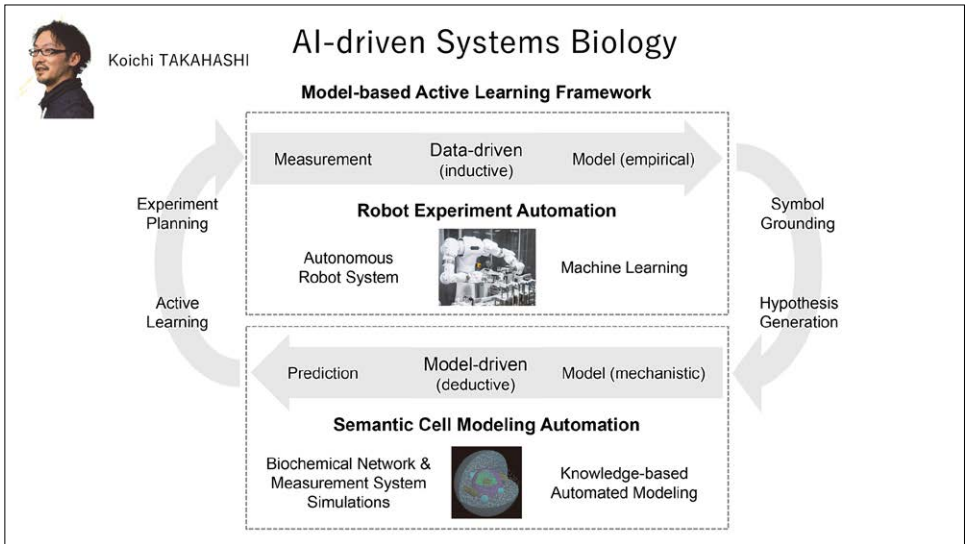 Koichi TAKAHASHI
AI-driven Systems Biology
Model-based Active Learning Framework
Measurement
Data-driven
(inductive)
Model (empirical)
Robot Experiment Automation
Autonomous
Robot System
Machine Learning
Experiment
Planning
Active
Learning
Symbol
Grounding
Hypothesis
Generation
Prediction
Model-driven
(deductive)
Model (mechanistic)
Semantic Cell Modeling Automation
Biochemical Network &
Measurement System
Simulations
Knowledge-based
Automated Modeling